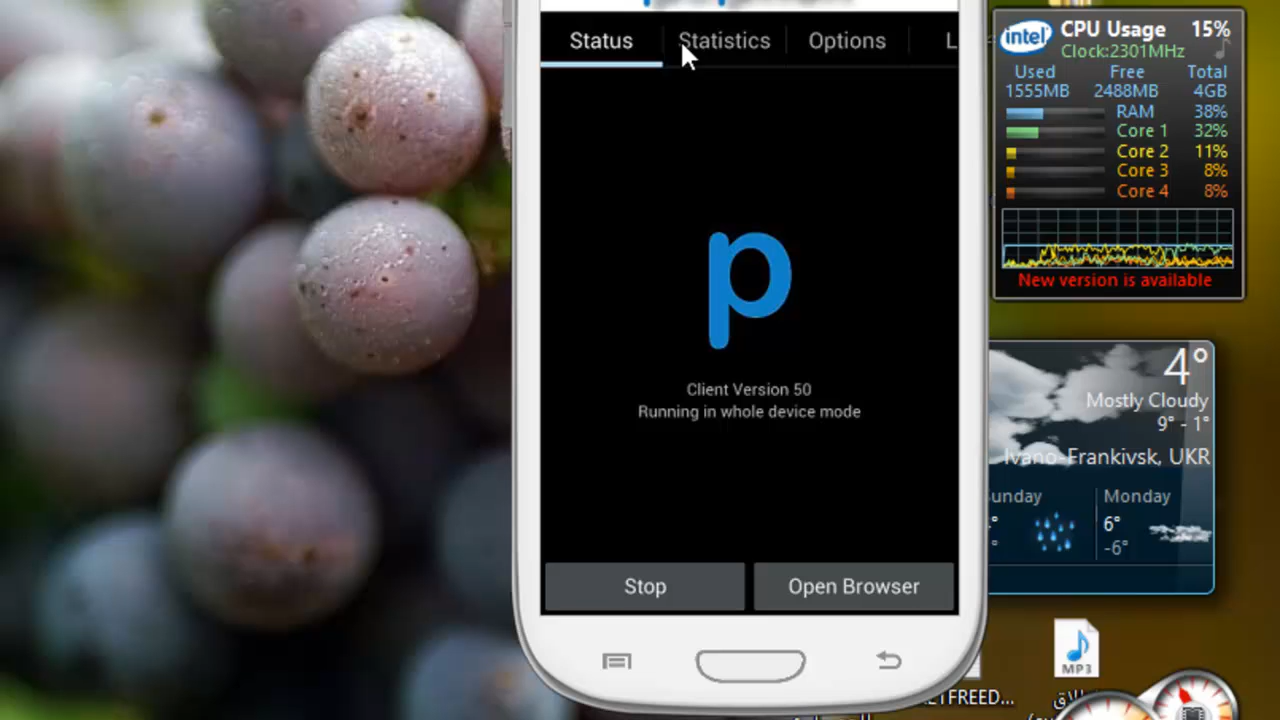 Status Statistics Options L
p
Client Version 50
Running in whole device mode
Stop Open Browser
intel
CPU Usage 15%
Clock:2301MHz
Used Free Total
1555MB 2488MB 4GB
RAM 38%
Core 1 32%
Core 2 11%
Core 3 8%
Core 4 8%
New version is available
4°
Mostly Cloudy
9° - 1°
Ivano-Frankivsk, UKR
unday Monday
6°
-6°
MP3